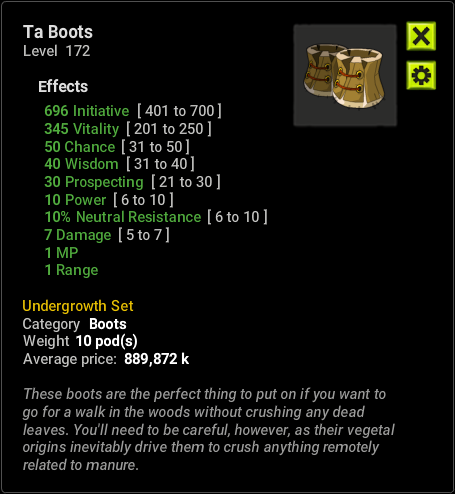 Ta Boots
Level 172
Effects
696 Initiative [ 401 to 700 ]
345 Vitality [ 201 to 250 ]
50 Chance [ 31 to 50 ]
40 Wisdom [ 31 to 40 ]
30 Prospecting [ 21 to 30 ]
10 Power [ 6 to 10 ]
10% Neutral Resistance [ 6 to 10 ]
7 Damage [ 5 to 7 ]
1 MP
1 Range
Undergrowth Set
Category Boots
Weight 10 pod(s)
Average price: 889,872 k
These boots are the perfect thing to put on if you want to
go for a walk in the woods without crushing any dead
leaves. You'll need to be careful, however, as their vegetal
origins inevitably drive them to crush anything remotely
related to manure.